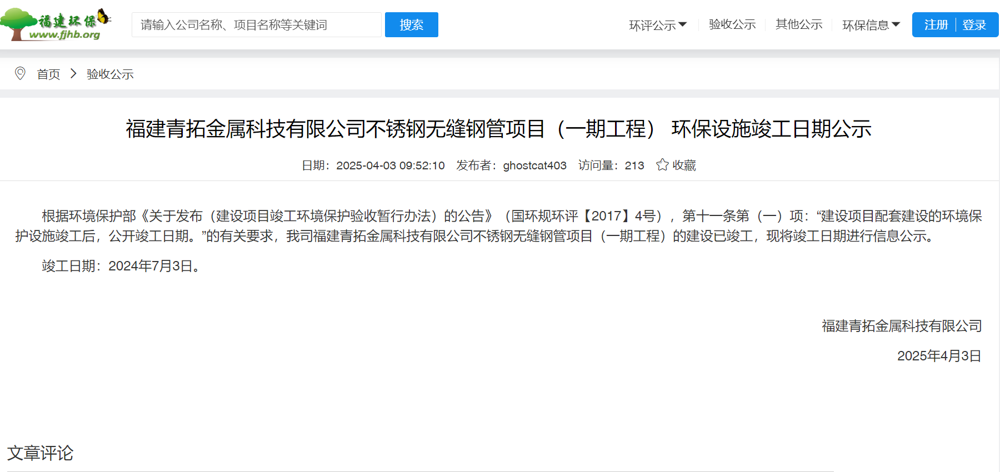 福建环保
www.fjhb.org
请输入公司名称、项目名称等关键词
搜索
环评公示
验收公示
其他公示
环保信息
注册
登录
首页
验收公示
福建青拓金属科技有限公司不锈钢无缝钢管项目（一期工程） 环保设施竣工日期公示
日期：2025-04-03 09:52:10 发布者：ghostcat403 访问量：213 收藏
根据环境保护部《关于发布（建设项目竣工环境保护验收暂行办法）的公告》（国环规环评【2017】4号），第十一条第（一）项：“建设项目配套建设的环境保
护设施竣工后，公开竣工日期。”的有关要求，我司福建青拓金属科技有限公司不锈钢无缝钢管项目（一期工程）的建设已竣工，现将竣工日期进行信息公示。
竣工日期：2024年7月3日。
福建青拓金属科技有限公司
2025年4月3日
文章评论